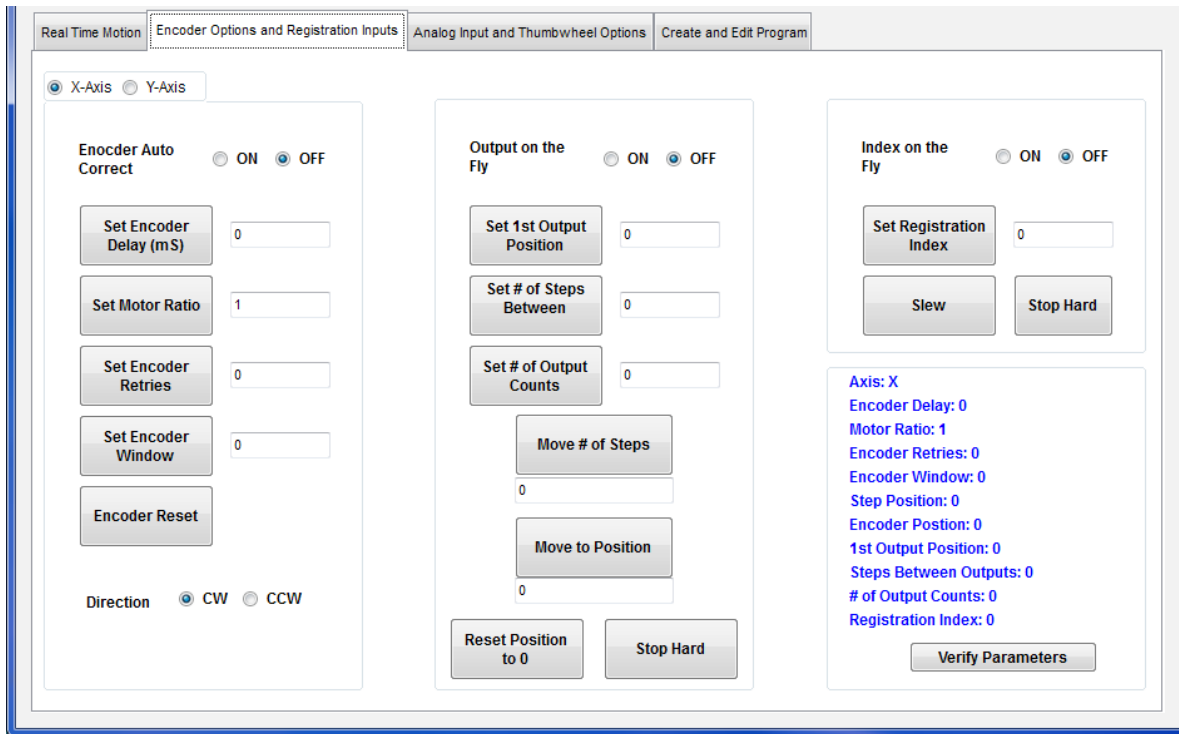 Real Time Motion
Encoder Options and Registration Inputs
Analog Input and Thumbwheel Options
Create and Edit Program
X-Axis
Y-Axis
Enocder Auto
Correct
ON
OFF
Set Encoder
Delay (mS)
0
Set Motor Ratio
1
Set Encoder
Retries
0
Set Encoder
Window
0
Encoder Reset
Direction
CW
CCW
Output on the
Fly
ON
OFF
Set 1st Output
Position
0
Set # of Steps
Between
0
Set # of Output
Counts
0
Move # of Steps
0
Move to Position
0
Reset Position
to 0
Stop Hard
Index on the
Fly
ON
OFF
Set Registration
Index
0
Slew
Stop Hard
Axis: X
Encoder Delay: 0
Motor Ratio: 1
Encoder Retries: 0
Encoder Window: 0
Step Position: 0
Encoder Postion: 0
1st Output Position: 0
Steps Between Outputs: 0
# of Output Counts: 0
Registration Index: 0
Verify Parameters